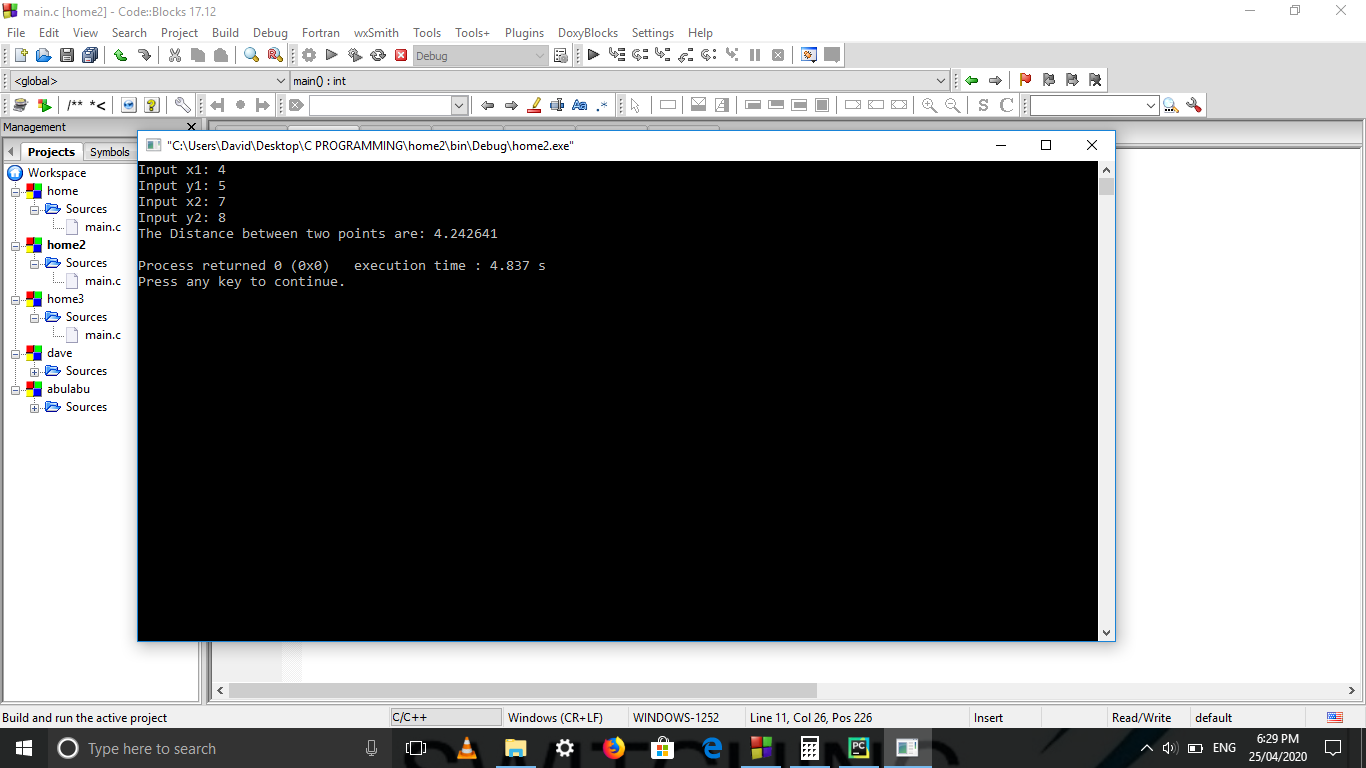 main.c [home2] - Code::Blocks 17.12
File Edit View Search Project Build Debug Fortran wxSmith Tools Tools+ Plugins DoxyBlocks Settings Help
Debug
<global> main() : int
/** *< Aa .* S C
Management
Projects Symbols
"C:\Users\David\Desktop\C PROGRAMMING\home2\bin\Debug\home2.exe"
Workspace
home
Sources
main.c
home2
Sources
main.c
home3
Sources
main.c
dave
Sources
abulabu
Sources
Input x1: 4
Input y1: 5
Input x2: 7
Input y2: 8
The Distance between two points are: 4.242641
Process returned 0 (0x0)   execution time : 4.837 s
Press any key to continue.
Build and run the active project C/C++ Windows (CR+LF) WINDOWS-1252 Line 11, Col 26, Pos 226 Insert Read/Write default
Type here to search
PC
ENG
6:29 PM
25/04/2020